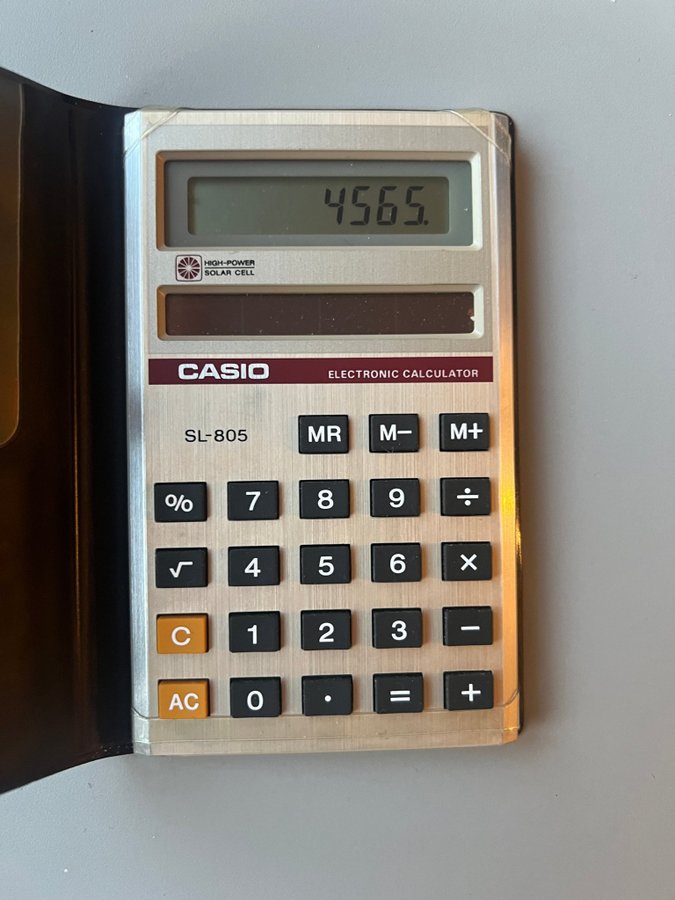 4565.
HIGH-POWER
SOLAR CELL
CASIO ELECTRONIC CALCULATOR
SL-805 MR M− M+
% 7 8 9 ÷
√ 4 5 6 ×
C 1 2 3 −
AC 0 · = +